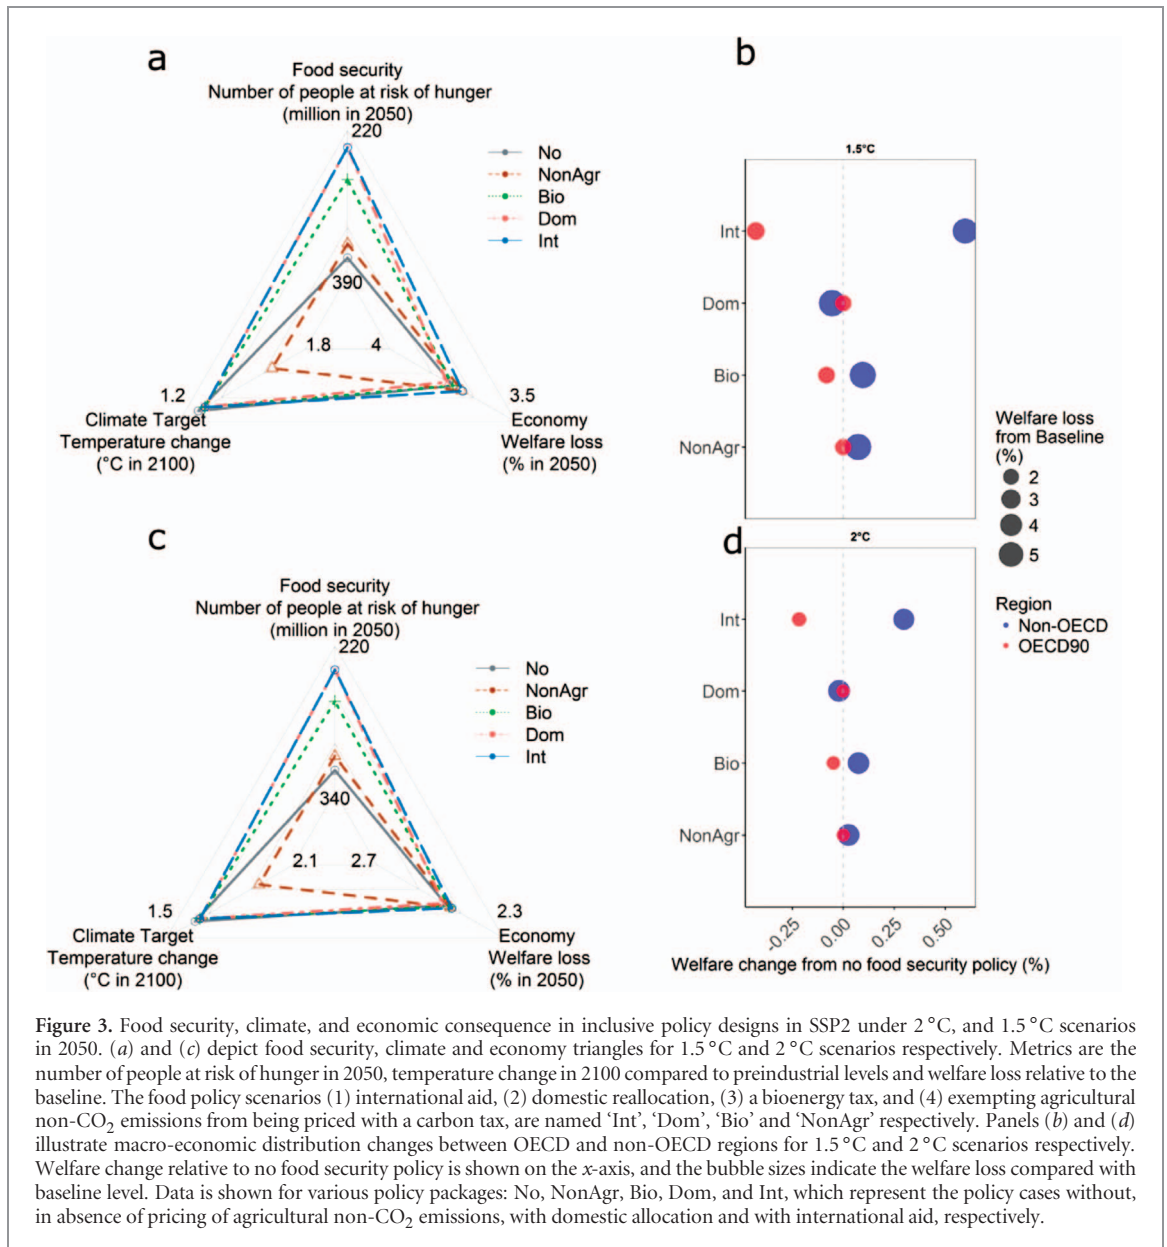 a
Food security
Number of people at risk of hunger
(million in 2050)
220
No
NonAgr
Bio
Dom
Int
390
1.8
4
1.2
3.5
Climate Target
Temperature change
(°C in 2100)
Economy
Welfare loss
(% in 2050)
b
1.5°C
Int
Dom
Bio
NonAgr
Welfare loss
from Baseline
(%)
2
3
4
5
Region
Non-OECD
OECD90
c
Food security
Number of people at risk of hunger
(million in 2050)
220
No
NonAgr
Bio
Dom
Int
340
2.1
2.7
1.5
2.3
Climate Target
Temperature change
(°C in 2100)
Economy
Welfare loss
(% in 2050)
d
2°C
Int
Dom
Bio
NonAgr
-0.25
0.00
0.25
0.50
Welfare change from no food security policy (%)
Figure 3. Food security, climate, and economic consequence in inclusive policy designs in SSP2 under 2 °C, and 1.5 °C scenarios
in 2050. (a) and (c) depict food security, climate and economy triangles for 1.5 °C and 2 °C scenarios respectively. Metrics are the
number of people at risk of hunger in 2050, temperature change in 2100 compared to preindustrial levels and welfare loss relative to the
baseline. The food policy scenarios (1) international aid, (2) domestic reallocation, (3) a bioenergy tax, and (4) exempting agricultural
non-CO₂ emissions from being priced with a carbon tax, are named ‘Int’, ‘Dom’, ‘Bio’ and ‘NonAgr’ respectively. Panels (b) and (d)
illustrate macro-economic distribution changes between OECD and non-OECD regions for 1.5 °C and 2 °C scenarios respectively.
Welfare change relative to no food security policy is shown on the x-axis, and the bubble sizes indicate the welfare loss compared with
baseline level. Data is shown for various policy packages: No, NonAgr, Bio, Dom, and Int, which represent the policy cases without,
in absence of pricing of agricultural non-CO₂ emissions, with domestic allocation and with international aid, respectively.